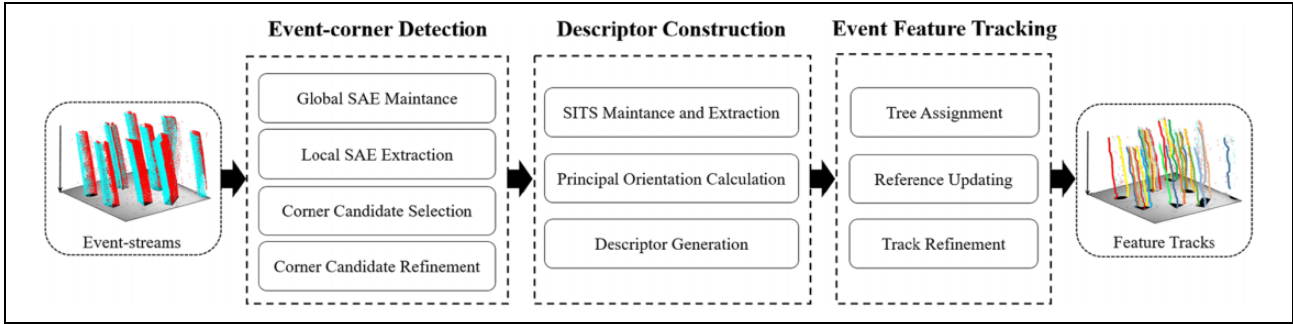 Event-corner Detection
Descriptor Construction
Event Feature Tracking
Event-streams
Global SAE Maintance
Local SAE Extraction
Corner Candidate Selection
Corner Candidate Refinement
SITS Maintance and Extraction
Principal Orientation Calculation
Descriptor Generation
Tree Assignment
Reference Updating
Track Refinement
Feature Tracks